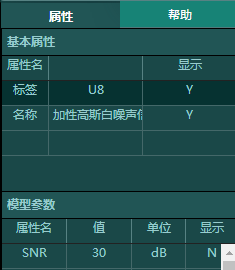 属性 帮助
基本属性
属性名 显示
标签 U8 Y
名称 加性高斯白噪声 Y
模型参数
属性名 值 单位 显示
SNR 30 dB N